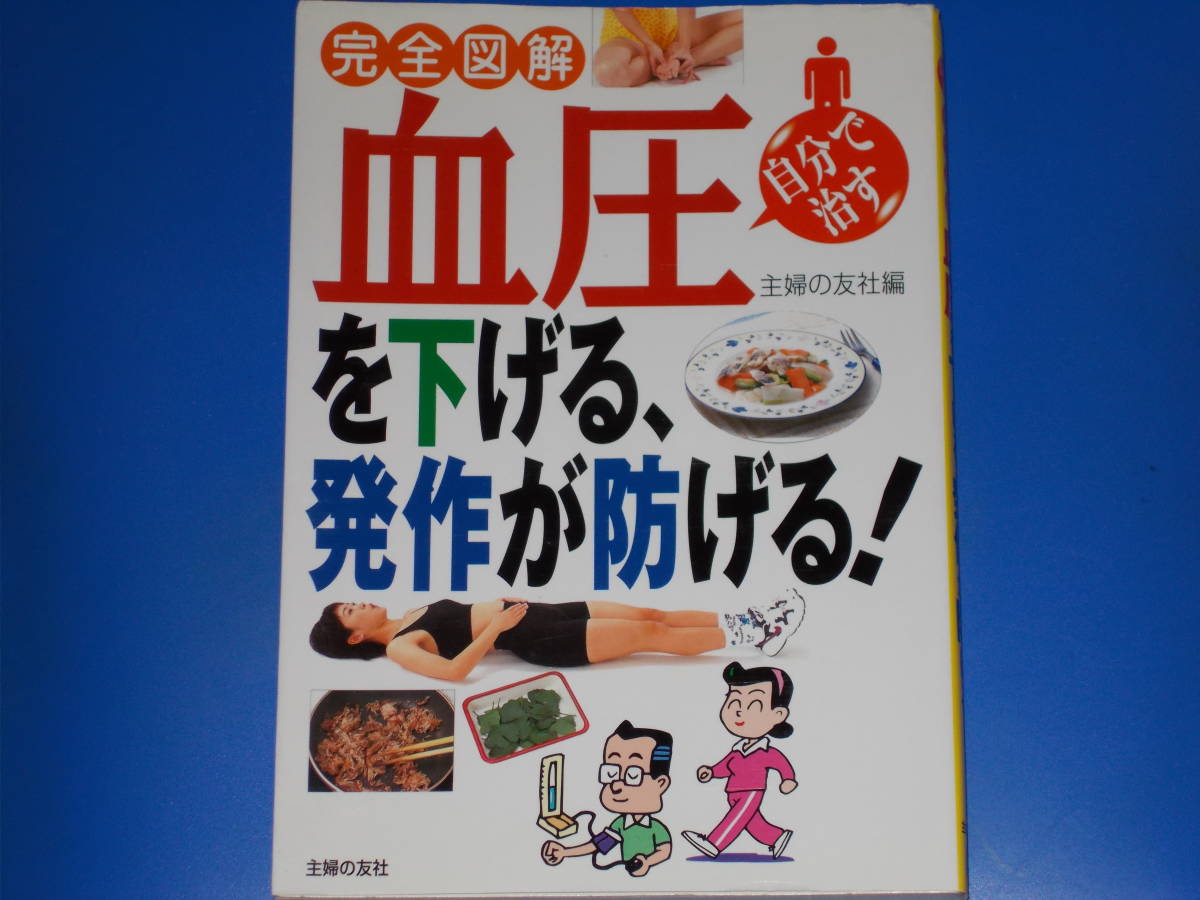 完全図解
自分で
治す
血圧
主婦の友社編
を下げる、
発作が防げる!
主婦の友社